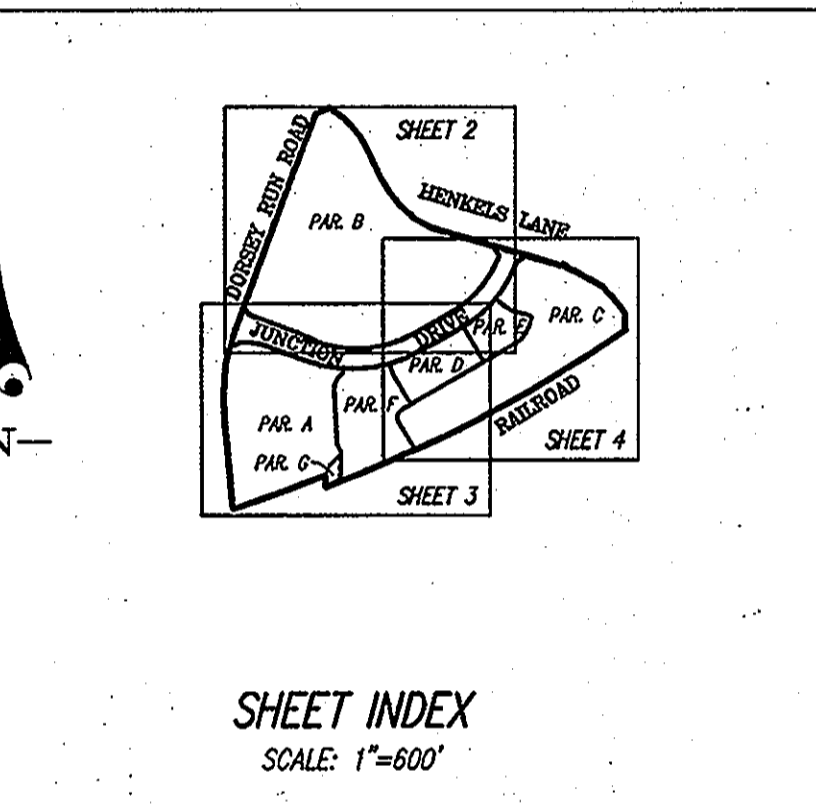 SHEET 2
DORSEY RUN ROAD
HENKELS LANE
PAR. B
JUNCTION DRIVE
PAR. E
PAR. C
PAR. D
PAR. F
PAR. A
RAILROAD
SHEET 4
PAR. G
SHEET 3
N
SHEET INDEX
SCALE: 1"=600'